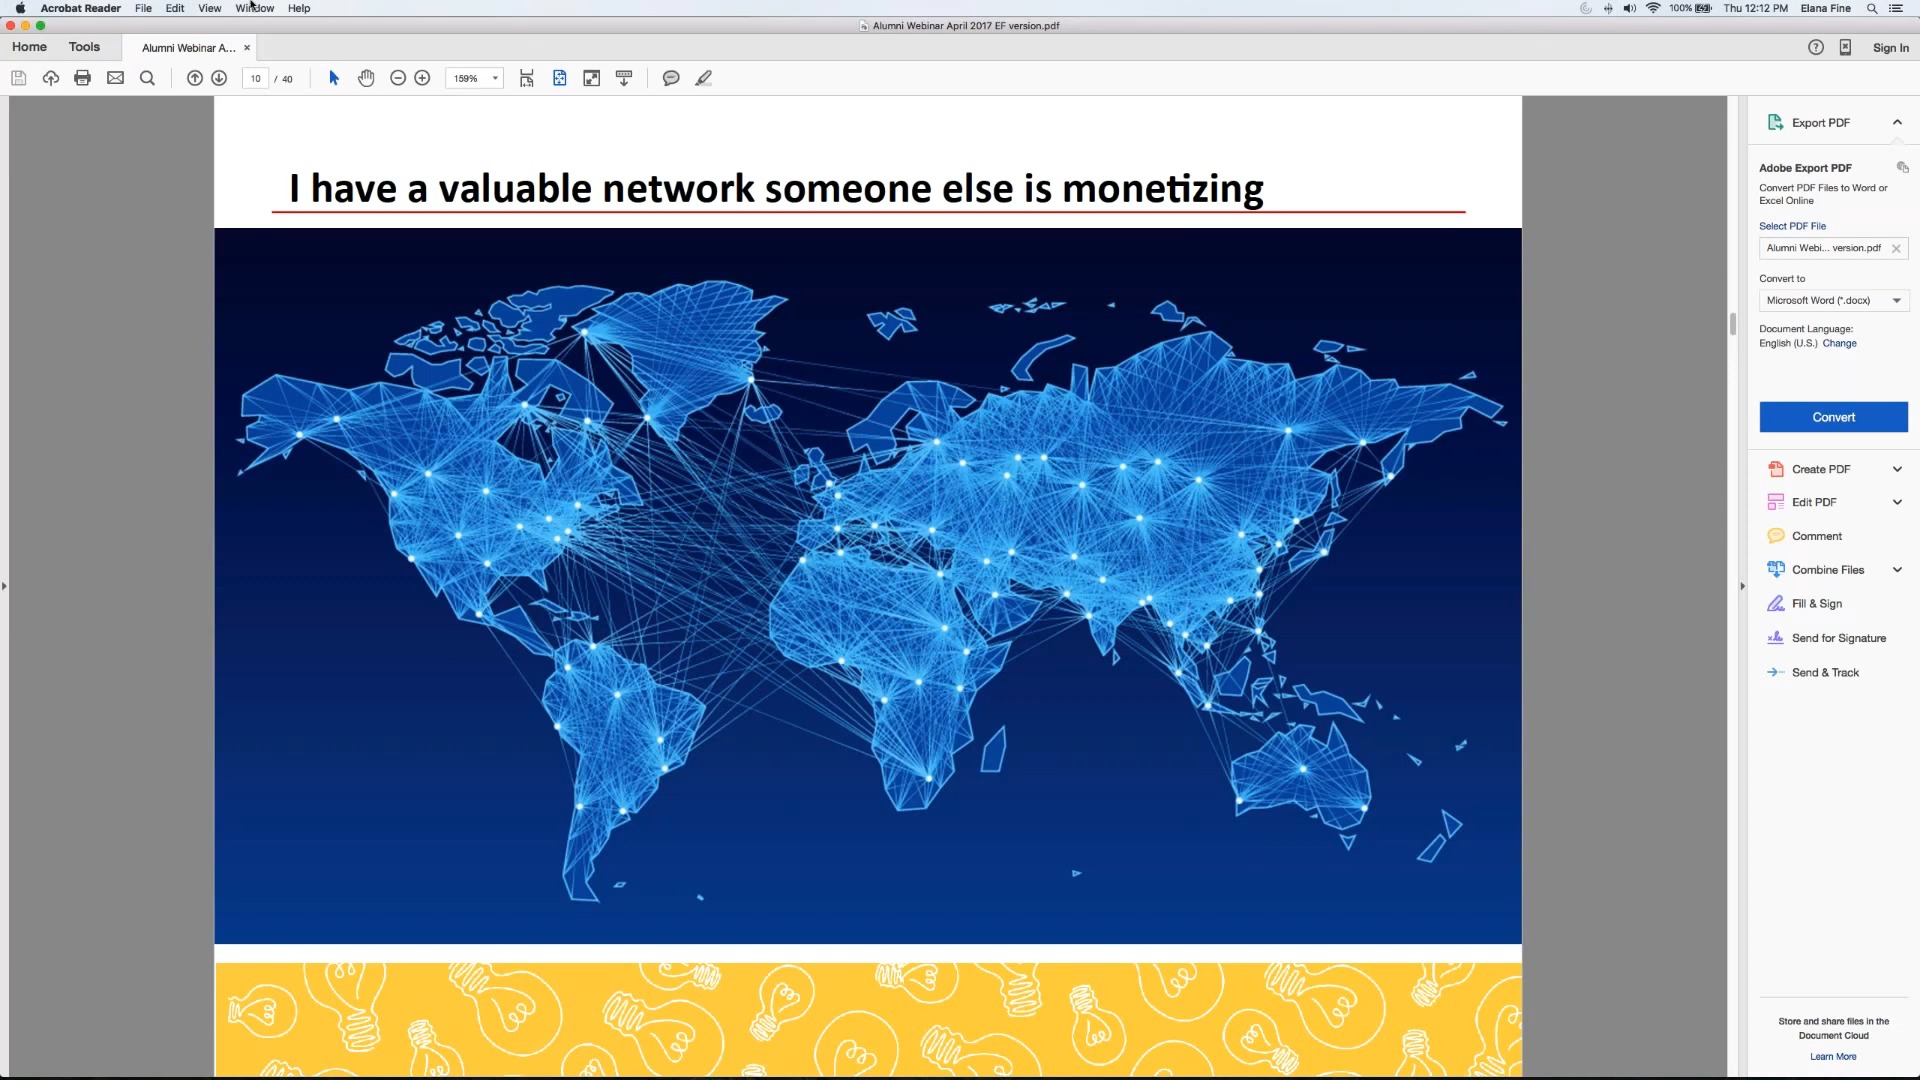 Acrobat Reader File Edit View Window Help 100% Thu 12:12 PM Elana Fine
Alumni Webinar April 2017 EF version.pdf
Home Tools Alumni Webinar A... × Sign In
10 / 40 159%
I have a valuable network someone else is monetizing
Export PDF
Adobe Export PDF
Convert PDF Files to Word or
Excel Online
Select PDF File
Alumni Webi... version.pdf
Convert to
Microsoft Word (*.docx)
Document Language:
English (U.S.) Change
Convert
Create PDF
Edit PDF
Comment
Combine Files
Fill & Sign
Send for Signature
Send & Track
Store and share files in the
Document Cloud
Learn More